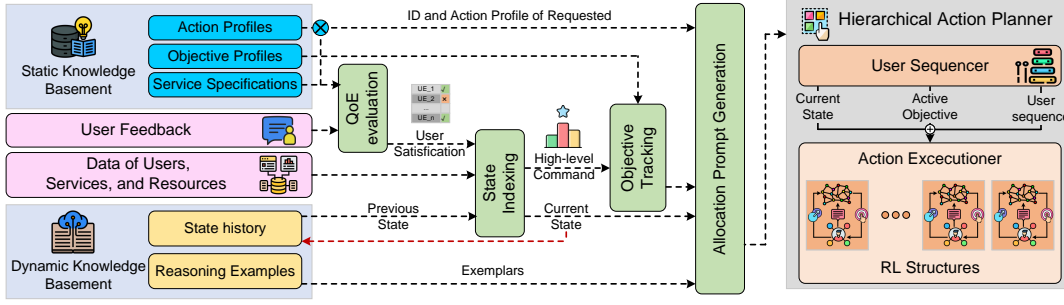 Static Knowledge
Basement
Action Profiles
Objective Profiles
Service Specifications
User Feedback
Data of Users,
Services, and Resources
Dynamic Knowledge
Basement
State history
Reasoning Examples
ID and Action Profile of Requested
QoE
evaluation
UE_1
UE_2
...
UE_n
User
Satisfication
State
Indexing
High-level
Command
Objective
Tracking
Previous
State
Current
State
Exemplars
Allocation Prompt Generation
Hierarchical Action Planner
User Sequencer
Current
State
Active
Objective
User
sequence
Action Excecutioner
RL Structures